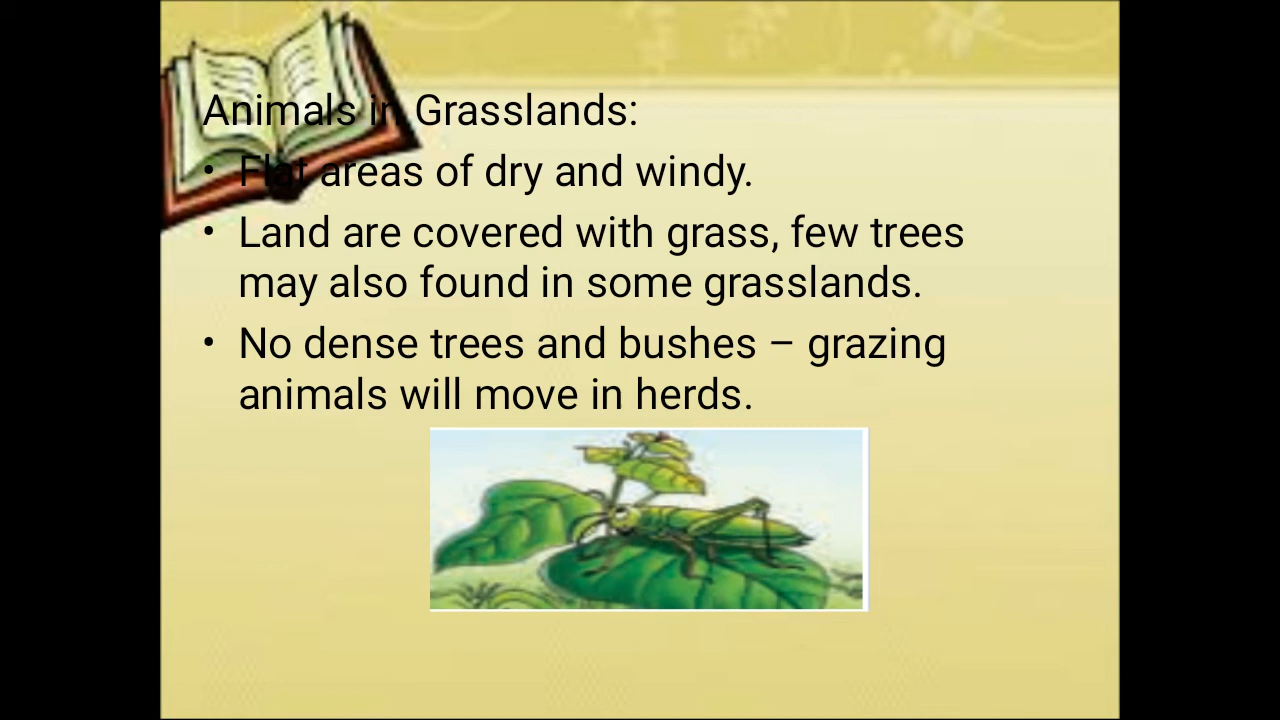 Animals in Grasslands:
• Flat areas of dry and windy.
• Land are covered with grass, few trees
may also found in some grasslands.
• No dense trees and bushes – grazing
animals will move in herds.